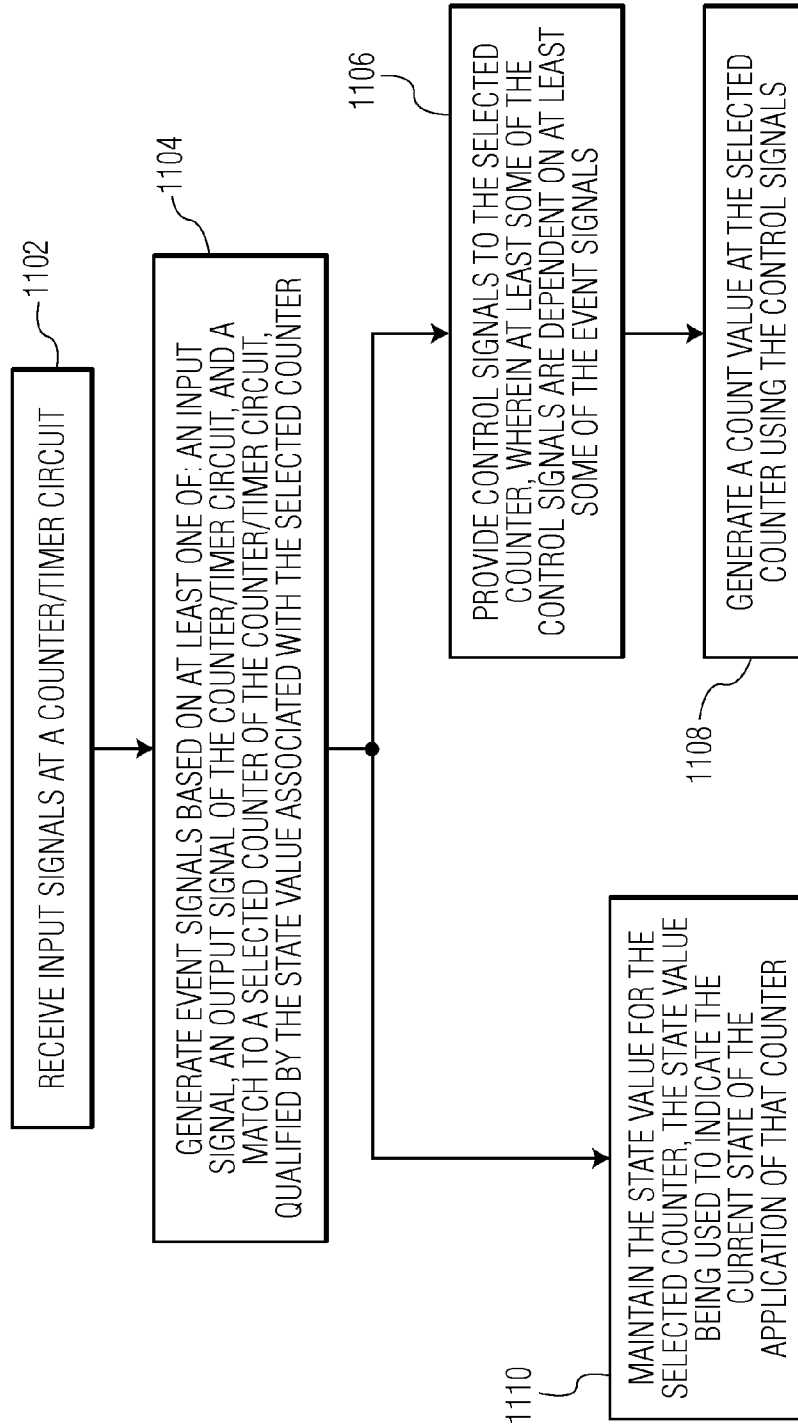 1102
RECEIVE INPUT SIGNALS AT A COUNTER/TIMER CIRCUIT
1104
GENERATE EVENT SIGNALS BASED ON AT LEAST ONE OF: AN INPUT
SIGNAL, AN OUTPUT SIGNAL OF THE COUNTER/TIMER CIRCUIT, AND A
MATCH TO A SELECTED COUNTER OF THE COUNTER/TIMER CIRCUIT,
QUALIFIED BY THE STATE VALUE ASSOCIATED WITH THE SELECTED COUNTER
1110
MAINTAIN THE STATE VALUE FOR THE
SELECTED COUNTER, THE STATE VALUE
BEING USED TO INDICATE THE
CURRENT STATE OF THE
APPLICATION OF THAT COUNTER
1106
PROVIDE CONTROL SIGNALS TO THE SELECTED
COUNTER, WHEREIN AT LEAST SOME OF THE
CONTROL SIGNALS ARE DEPENDENT ON AT LEAST
SOME OF THE EVENT SIGNALS
1108
GENERATE A COUNT VALUE AT THE SELECTED
COUNTER USING THE CONTROL SIGNALS